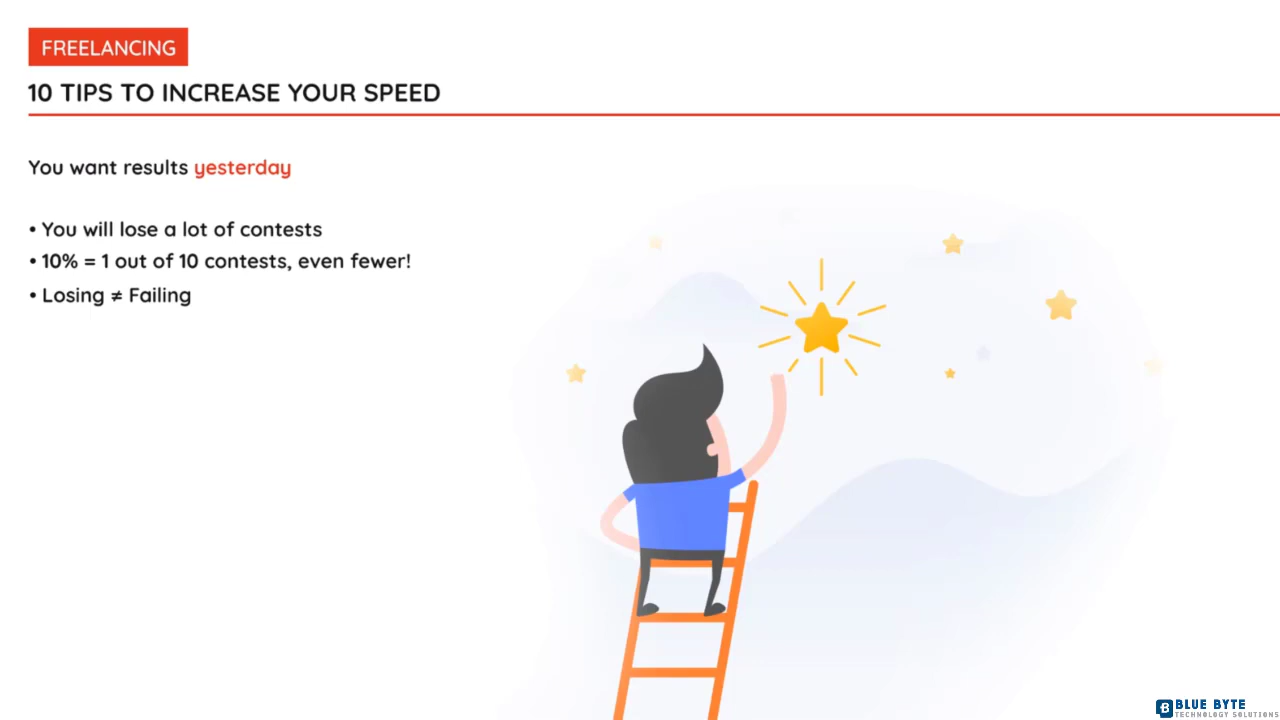 FREELANCING
10 TIPS TO INCREASE YOUR SPEED
You want results yesterday
• You will lose a lot of contests
• 10% = 1 out of 10 contests, even fewer!
• Losing ≠ Failing
BLUE BYTE
TECHNOLOGY SOLUTIONS